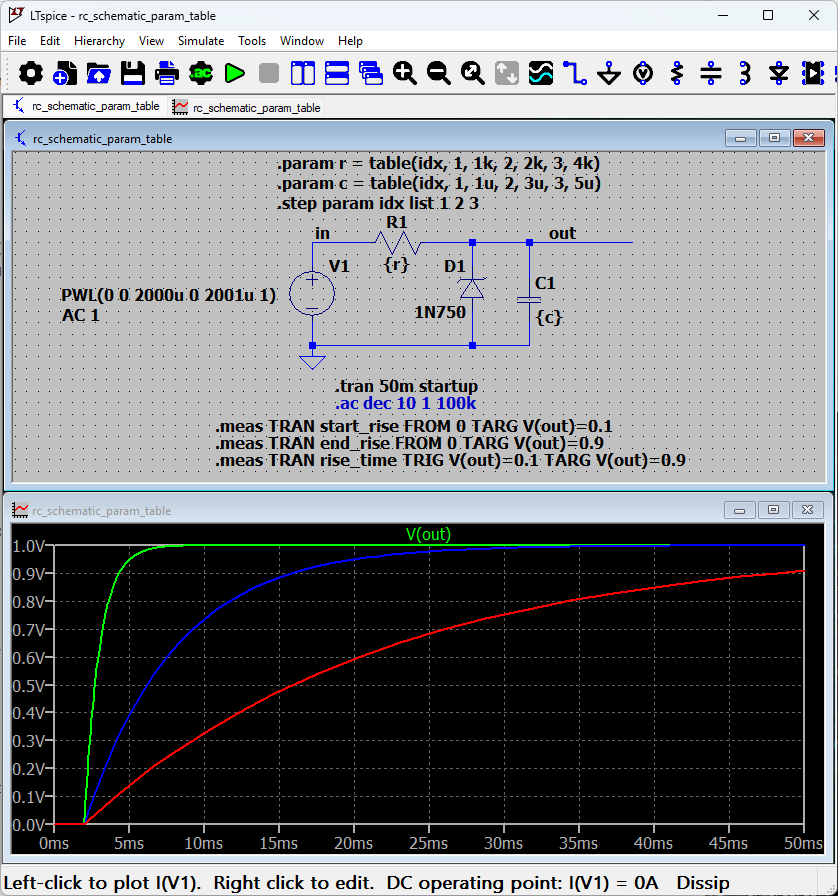 LTspice - rc_schematic_param_table
File Edit Hierarchy View Simulate Tools Window Help
.ac
rc_schematic_param_table rc_schematic_param_table
rc_schematic_param_table
.param r = table(idx, 1, 1k, 2, 2k, 3, 4k)
.param c = table(idx, 1, 1u, 2, 3u, 3, 5u)
.step param idx list 1 2 3
in R1 out
V1 {r} D1
C1
PWL(0 0 2000u 0 2001u 1)
AC 1
1N750 {c}
.tran 50m startup
.ac dec 10 1 100k
.meas TRAN start_rise FROM 0 TARG V(out)=0.1
.meas TRAN end_rise FROM 0 TARG V(out)=0.9
.meas TRAN rise_time TRIG V(out)=0.1 TARG V(out)=0.9
rc_schematic_param_table
V(out)
1.0V
0.9V
0.8V
0.7V
0.6V
0.5V
0.4V
0.3V
0.2V
0.1V
0.0V
0ms 5ms 10ms 15ms 20ms 25ms 30ms 35ms 40ms 45ms 50ms
Left-click to plot I(V1). Right click to edit. DC operating point: I(V1) = 0A Dissip